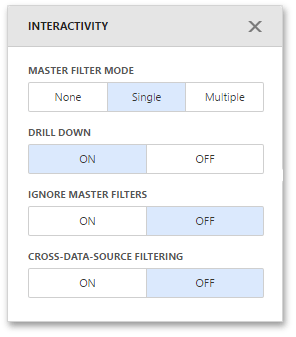 INTERACTIVITY
MASTER FILTER MODE
None Single Multiple
DRILL DOWN
ON OFF
IGNORE MASTER FILTERS
ON OFF
CROSS-DATA-SOURCE FILTERING
ON OFF